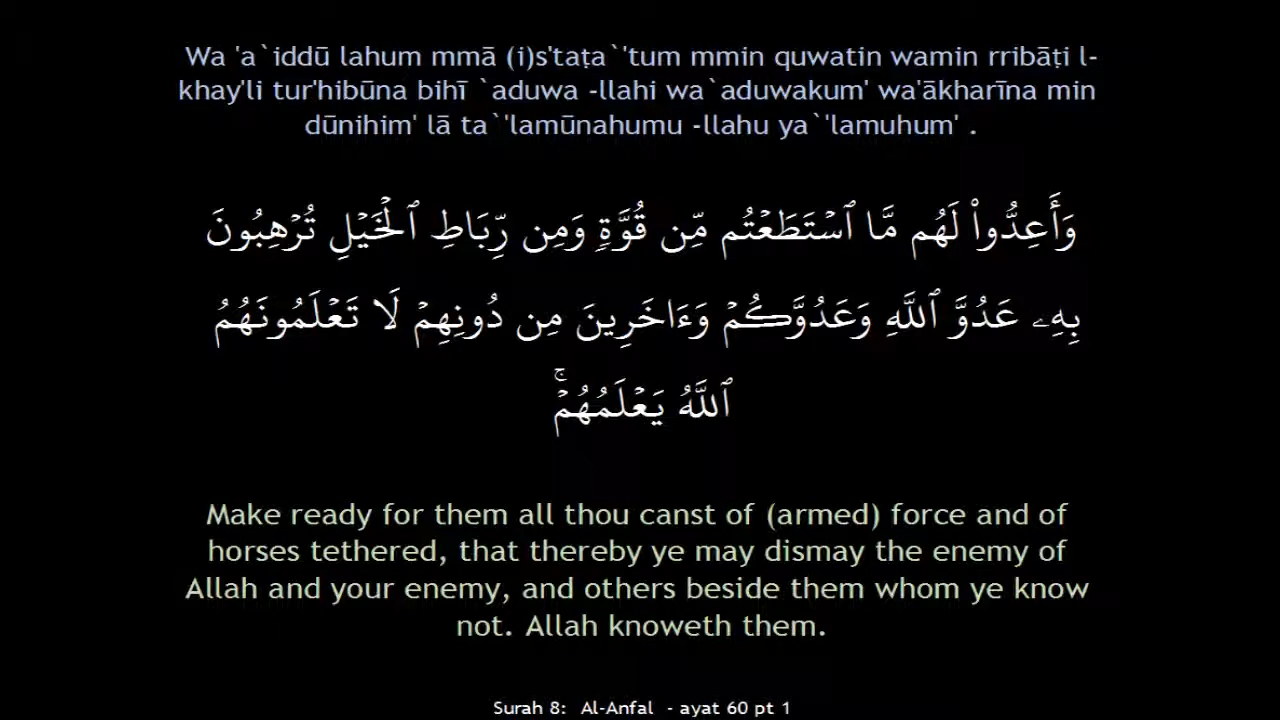 Wa 'a`iddū lahum mmā (i)s'taṭa`'tum mmin quwatin wamin rribāṭi l-
khay'li tur'hibūna bihī `aduwa -llahi wa`aduwakum' wa'ākharīna min
dūnihim' lā ta`'lamūnahumu -llahu ya`'lamuhum' .
وَأَعِدُّوا۟ لَهُم مَّا ٱسْتَطَعْتُم مِّن قُوَّةٍ وَمِن رِّبَاطِ ٱلْخَيْلِ تُرْهِبُونَ
بِهِۦ عَدُوَّ ٱللَّهِ وَعَدُوَّكُمْ وَءَاخَرِينَ مِن دُونِهِمْ لَا تَعْلَمُونَهُمُ
ٱللَّهُ يَعْلَمُهُمْ ۚ
Make ready for them all thou canst of (armed) force and of
horses tethered, that thereby ye may dismay the enemy of
Allah and your enemy, and others beside them whom ye know
not. Allah knoweth them.
Surah 8: Al-Anfal - ayat 60 pt 1